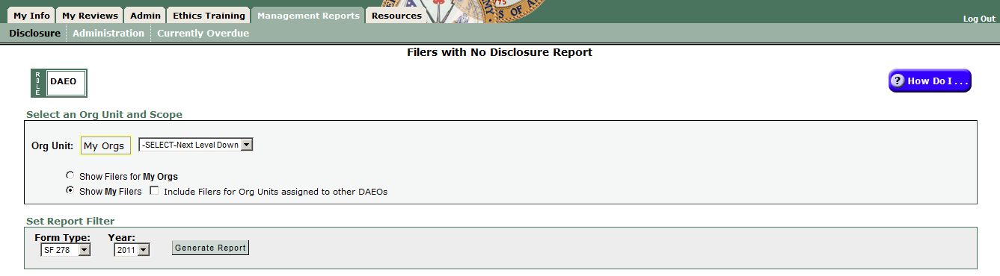 My Info My Reviews Admin Ethics Training Management Reports Resources
Log Out
Disclosure Administration Currently Overdue
Filers with No Disclosure Report
ROLE DAEO
? How Do I . . .
Select an Org Unit and Scope
Org Unit: My Orgs -SELECT-Next Level Down
Show Filers for My Orgs
Show My Filers Include Filers for Org Units assigned to other DAEOs
Set Report Filter
Form Type: Year:
SF 278 2011 Generate Report